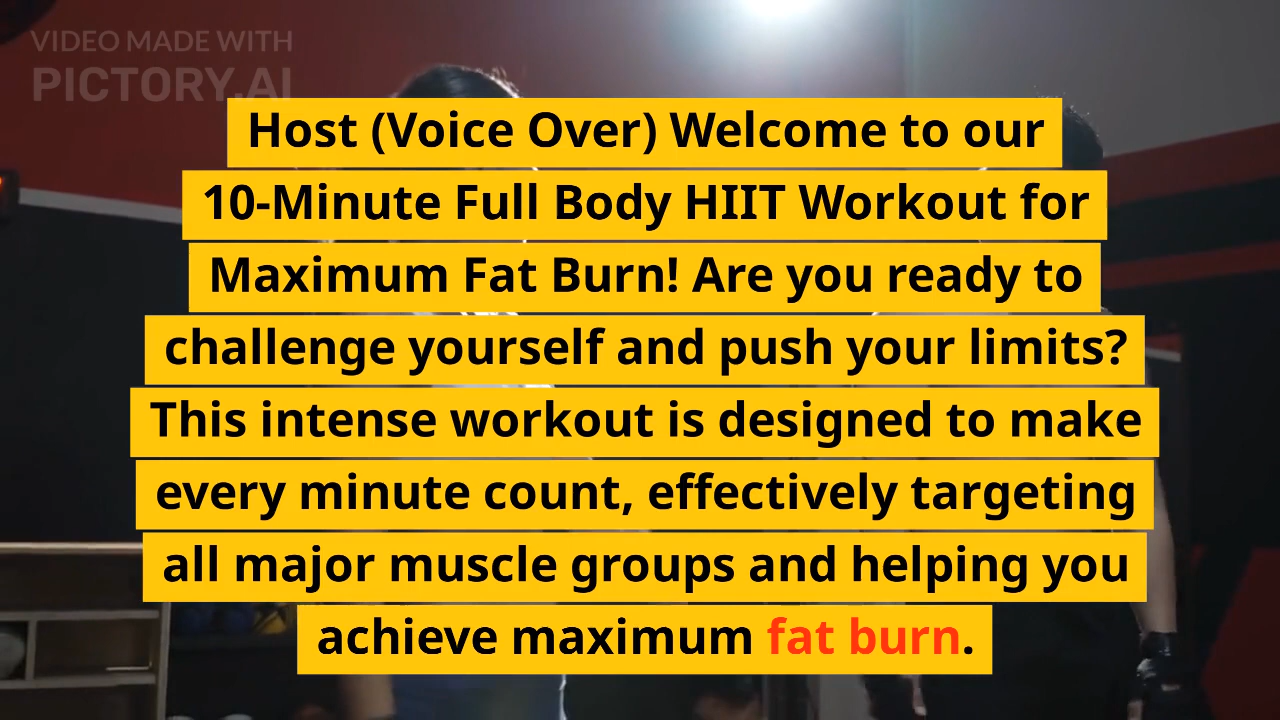 VIDEO MADE WITH
PICTORY.AI
Host (Voice Over) Welcome to our
10-Minute Full Body HIIT Workout for
Maximum Fat Burn! Are you ready to
challenge yourself and push your limits?
This intense workout is designed to make
every minute count, effectively targeting
all major muscle groups and helping you
achieve maximum fat burn.